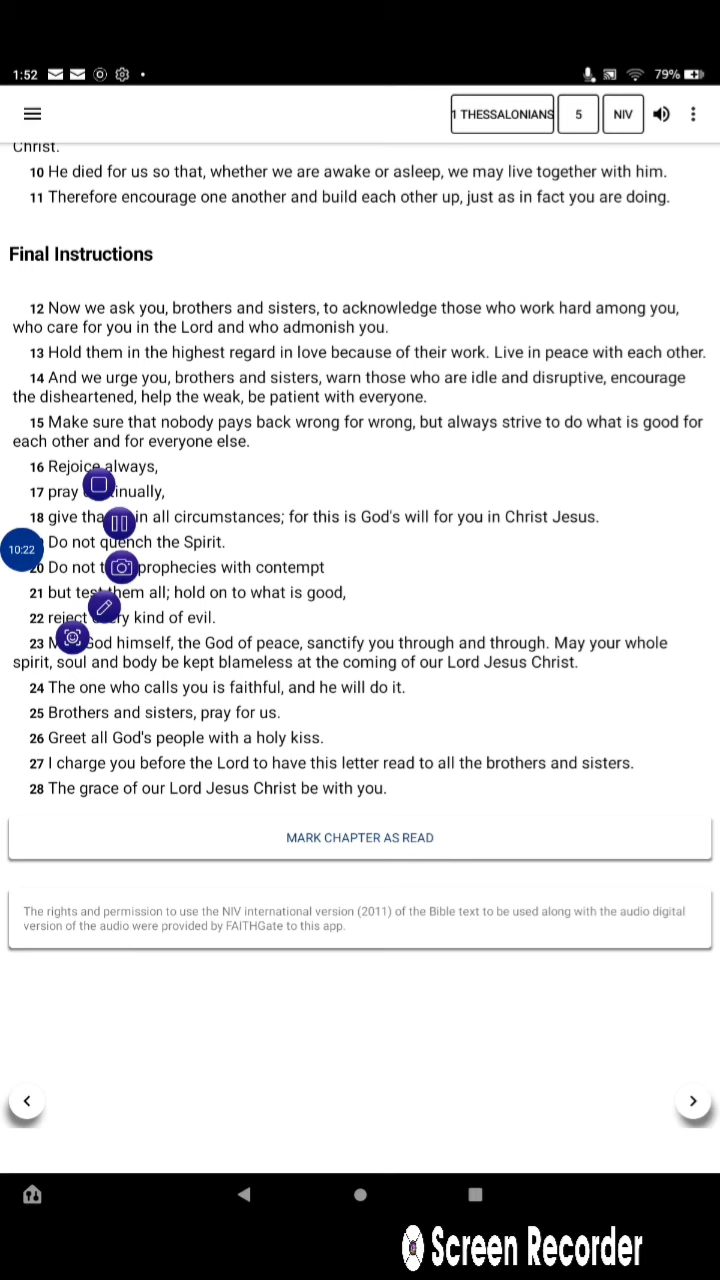 1:52
79%
1 THESSALONIANS
5
NIV
Christ.
10 He died for us so that, whether we are awake or asleep, we may live together with him.
11 Therefore encourage one another and build each other up, just as in fact you are doing.
Final Instructions
12 Now we ask you, brothers and sisters, to acknowledge those who work hard among you,
who care for you in the Lord and who admonish you.
13 Hold them in the highest regard in love because of their work. Live in peace with each other.
14 And we urge you, brothers and sisters, warn those who are idle and disruptive, encourage
the disheartened, help the weak, be patient with everyone.
15 Make sure that nobody pays back wrong for wrong, but always strive to do what is good for
each other and for everyone else.
16 Rejoice always,
17 pray
18 give in all circumstances; for this is God's will for you in Christ Jesus.
10:22
Do not quench the Spirit.
20 Do not prophecies with contempt
21 but test them all; hold on to what is good,
22 reject kind of evil.
23 God himself, the God of peace, sanctify you through and through. May your whole
spirit, soul and body be kept blameless at the coming of our Lord Jesus Christ.
24 The one who calls you is faithful, and he will do it.
25 Brothers and sisters, pray for us.
26 Greet all God's people with a holy kiss.
27 I charge you before the Lord to have this letter read to all the brothers and sisters.
28 The grace of our Lord Jesus Christ be with you.
MARK CHAPTER AS READ
The rights and permission to use the NIV international version (2011) of the Bible text to be used along with the audio digital
version of the audio were provided by FAITHGate to this app.
Screen Recorder